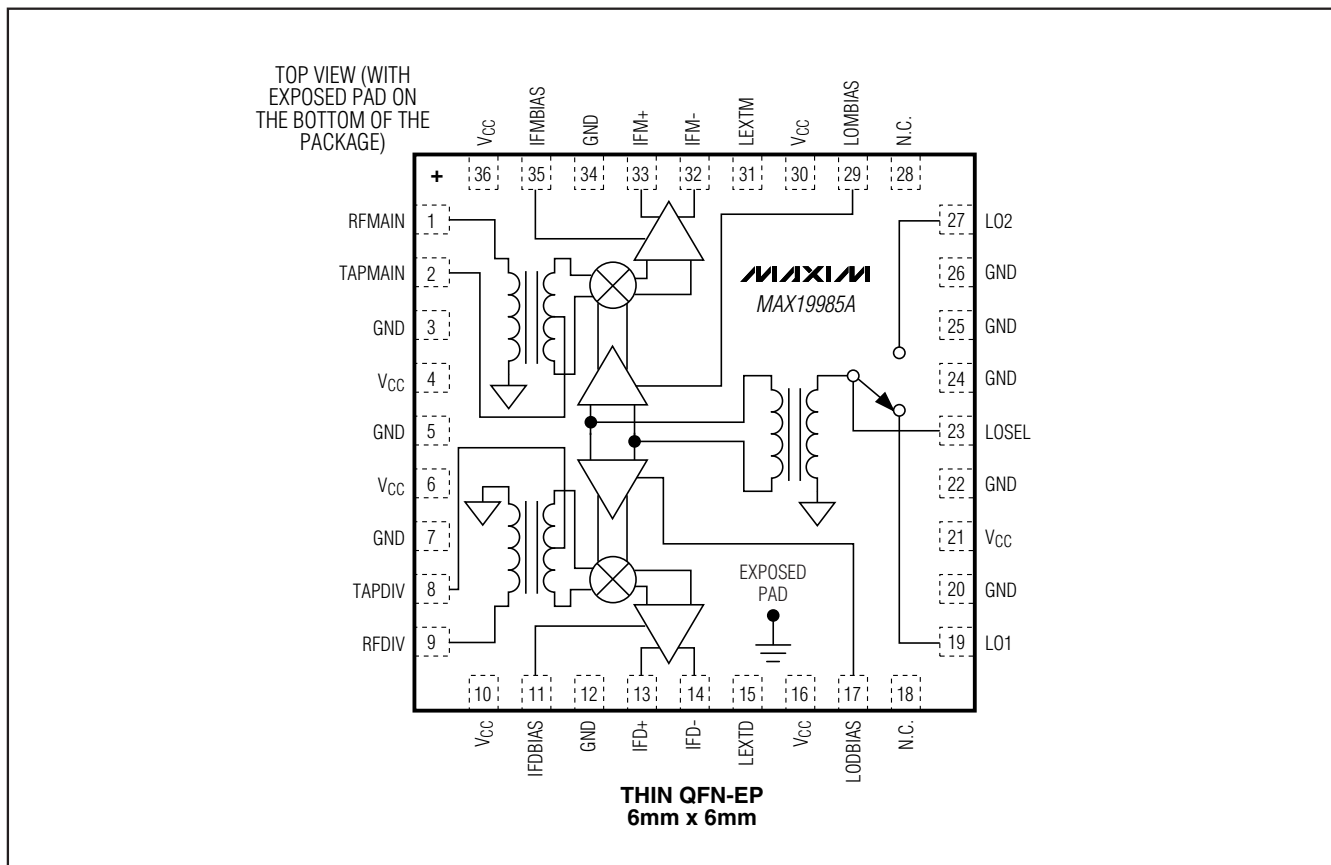 TOP VIEW (WITH
EXPOSED PAD ON
THE BOTTOM OF THE
PACKAGE)
VCC
IFMBIAS
GND
IFM+
IFM-
LEXTM
VCC
LOMBIAS
N.C.
+
36
35
34
33
32
31
30
29
28
RFMAIN
1
27
LO2
TAPMAIN
2
MAXIM
MAX19985A
26
GND
GND
3
25
GND
VCC
4
24
GND
GND
5
23
LOSEL
VCC
6
22
GND
GND
7
21
VCC
TAPDIV
8
EXPOSED
PAD
20
GND
RFDIV
9
19
LO1
10
11
12
13
14
15
16
17
18
VCC
IFDBIAS
GND
IFD+
IFD-
LEXTD
VCC
LODBIAS
N.C.
THIN QFN-EP
6mm x 6mm